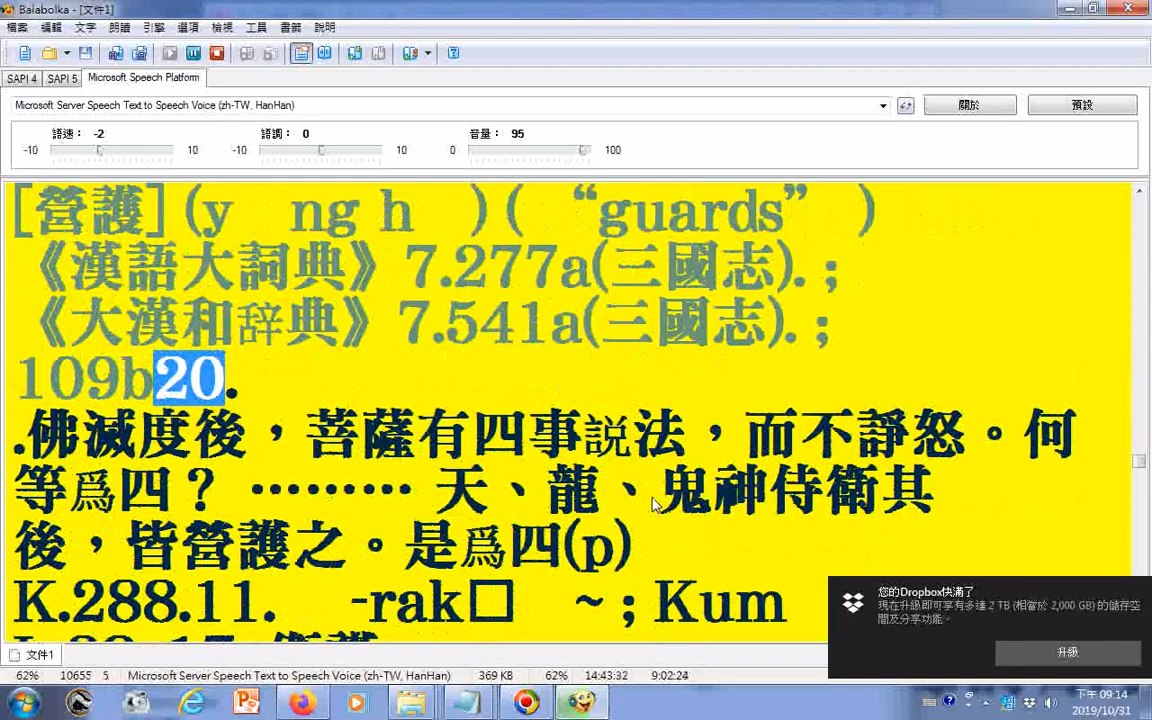 Balabolka - [文件1]
檔案 編輯 文字 朗讀 引擎 選項 檢視 工具 書籤 說明
SAPI 4 SAPI 5 Microsoft Speech Platform
Microsoft Server Speech Text to Speech Voice (zh-TW, HanHan) 關於 預設
語速： -2 語調： 0 音量： 95
-10 10 -10 10 0 100
[營護] (y ng h ) ( “guards” )
《漢語大詞典》 7.277a(三國志). ;
《大漢和辞典》 7.541a(三國志). ;
109b20.
.佛滅度後，菩薩有四事説法，而不諍怒。何
等爲四？ ……… 天、龍、鬼神侍衛其
後，皆營護之。是爲四(p)
K.288.11. -rak□ ~ ; Kum
您的Dropbox快滿了
現在升級即可享有多達 2 TB (相當於 2,000 GB) 的儲存空
間及分享功能。
升級
文件1
62% 10655 5 Microsoft Server Speech Text to Speech Voice (zh-TW, HanHan) 369 KB 62% 14:43:32 9:02:24
下午 09:14
2019/10/31